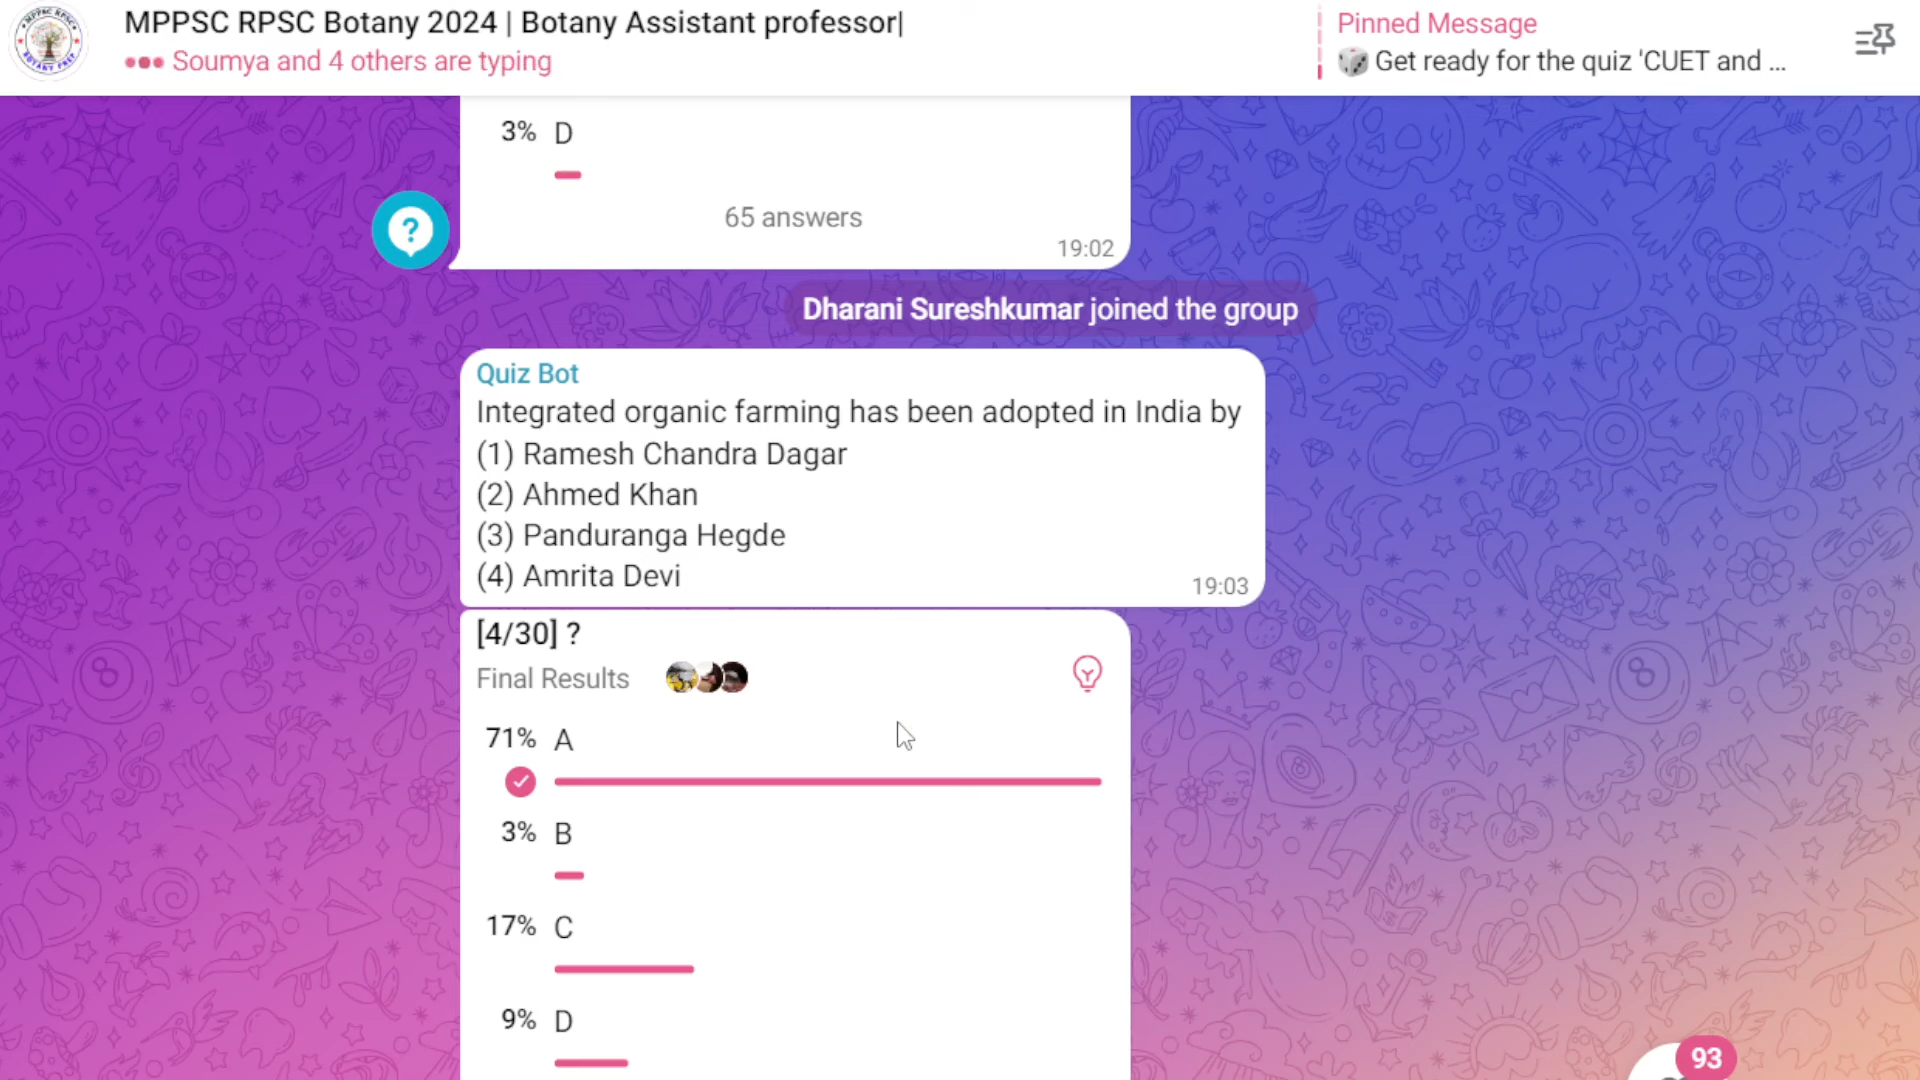 MPPSC RPSC Botany 2024 | Botany Assistant professor|
Soumya and 4 others are typing
Pinned Message
Get ready for the quiz 'CUET and ...
3% D
65 answers
19:02
Dharani Sureshkumar joined the group
Quiz Bot
Integrated organic farming has been adopted in India by
(1) Ramesh Chandra Dagar
(2) Ahmed Khan
(3) Panduranga Hegde
(4) Amrita Devi
19:03
[4/30] ?
Final Results
71% A
3% B
17% C
9% D
93